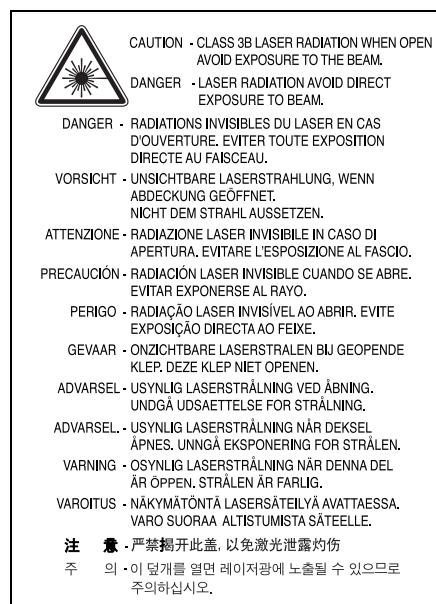 CAUTION - CLASS 3B LASER RADIATION WHEN OPEN
AVOID EXPOSURE TO THE BEAM.
DANGER - LASER RADIATION AVOID DIRECT
EXPOSURE TO BEAM.
DANGER - RADIATIONS INVISIBLES DU LASER EN CAS
D'OUVERTURE. EVITER TOUTE EXPOSITION
DIRECTE AU FAISCEAU.
VORSICHT - UNSICHTBARE LASERSTRAHLUNG, WENN
ABDECKUNG GEÖFFNET.
NICHT DEM STRAHL AUSSETZEN.
ATTENZIONE - RADIAZIONE LASER INVISIBILE IN CASO DI
APERTURA. EVITARE L'ESPOSIZIONE AL FASCIO.
PRECAUCIÓN - RADIACIÓN LASER INVISIBLE CUANDO SE ABRE.
EVITAR EXPONERSE AL RAYO.
PERIGO - RADIAÇÃO LASER INVISÍVEL AO ABRIR. EVITE
EXPOSIÇÃO DIRECTA AO FEIXE.
GEVAAR - ONZICHTBARE LASERSTRALEN BIJ GEOPENDE
KLEP. DEZE KLEP NIET OPENEN.
ADVARSEL - USYNLIG LASERSTRÅLNING VED ÅBNING.
UNDGÅ UDSAETTELSE FOR STRÅLNING.
ADVARSEL. - USYNLIG LASERSTRÅLNING NÅR DEKSEL
ÅPNES. UNNGÅ EKSPONERING FOR STRÅLEN.
VARNING - OSYNLIG LASERSTRÅLNING NÄR DENNA DEL
ÄR ÖPPEN. STRÅLEN ÄR FARLIG.
VAROITUS - NÄKYMÄTÖNTÄ LASERSÄTEILYÄ AVATTAESSA.
VARO SUORAA ALTISTUMISTA SÄTEELLE.
注 意 - 严禁揭开此盖, 以免激光泄露灼伤
주 의 - 이 덮개를 열면 레이저광에 노출될 수 있으므로
주의하십시오.